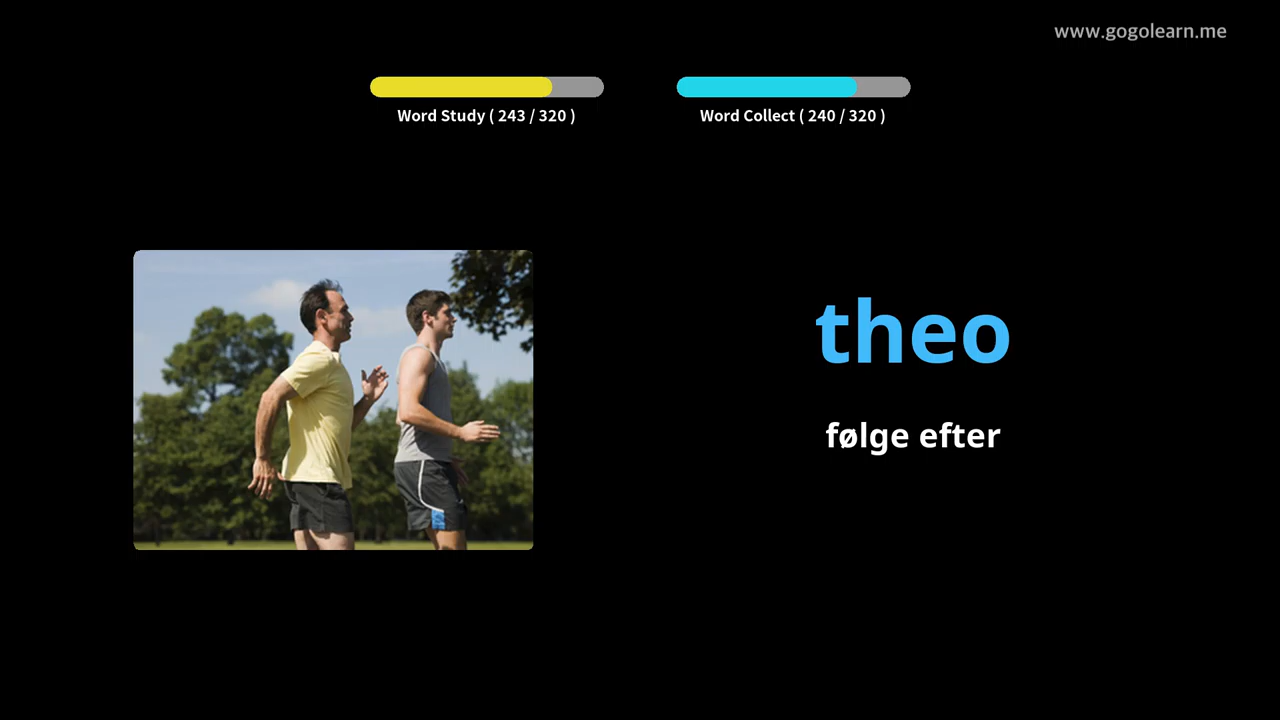 www.gogolearn.me
Word Study ( 243 / 320 )
Word Collect ( 240 / 320 )
theo
følge efter